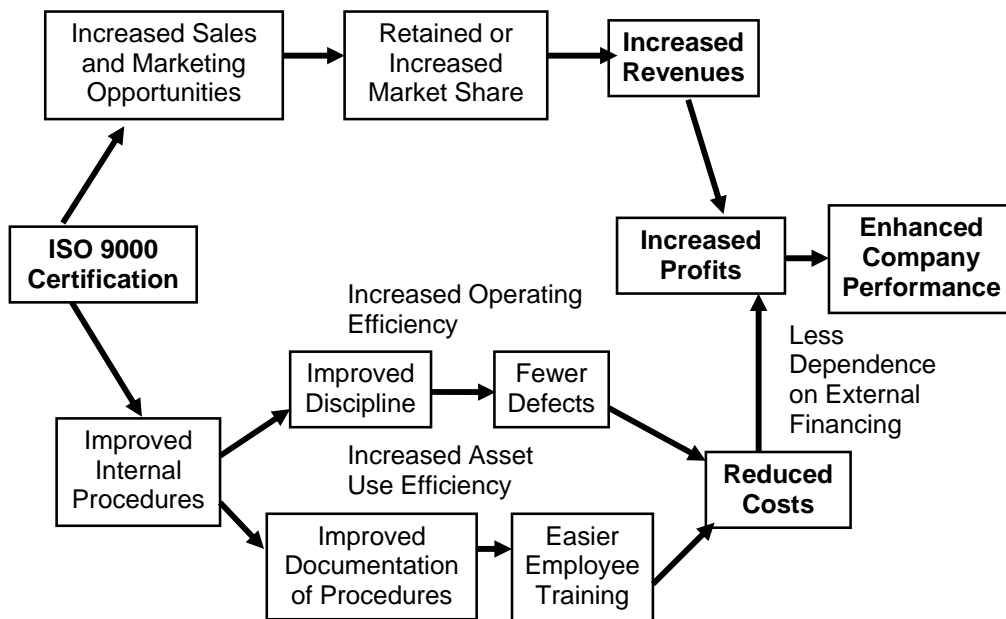 Increased Sales
and Marketing
Opportunities
Retained or
Increased
Market Share
Increased
Revenues
ISO 9000
Certification
Increased
Profits
Enhanced
Company
Performance
Increased Operating
Efficiency
Improved
Discipline
Fewer
Defects
Less
Dependence
on External
Financing
Improved
Internal
Procedures
Increased Asset
Use Efficiency
Reduced
Costs
Improved
Documentation
of Procedures
Easier
Employee
Training